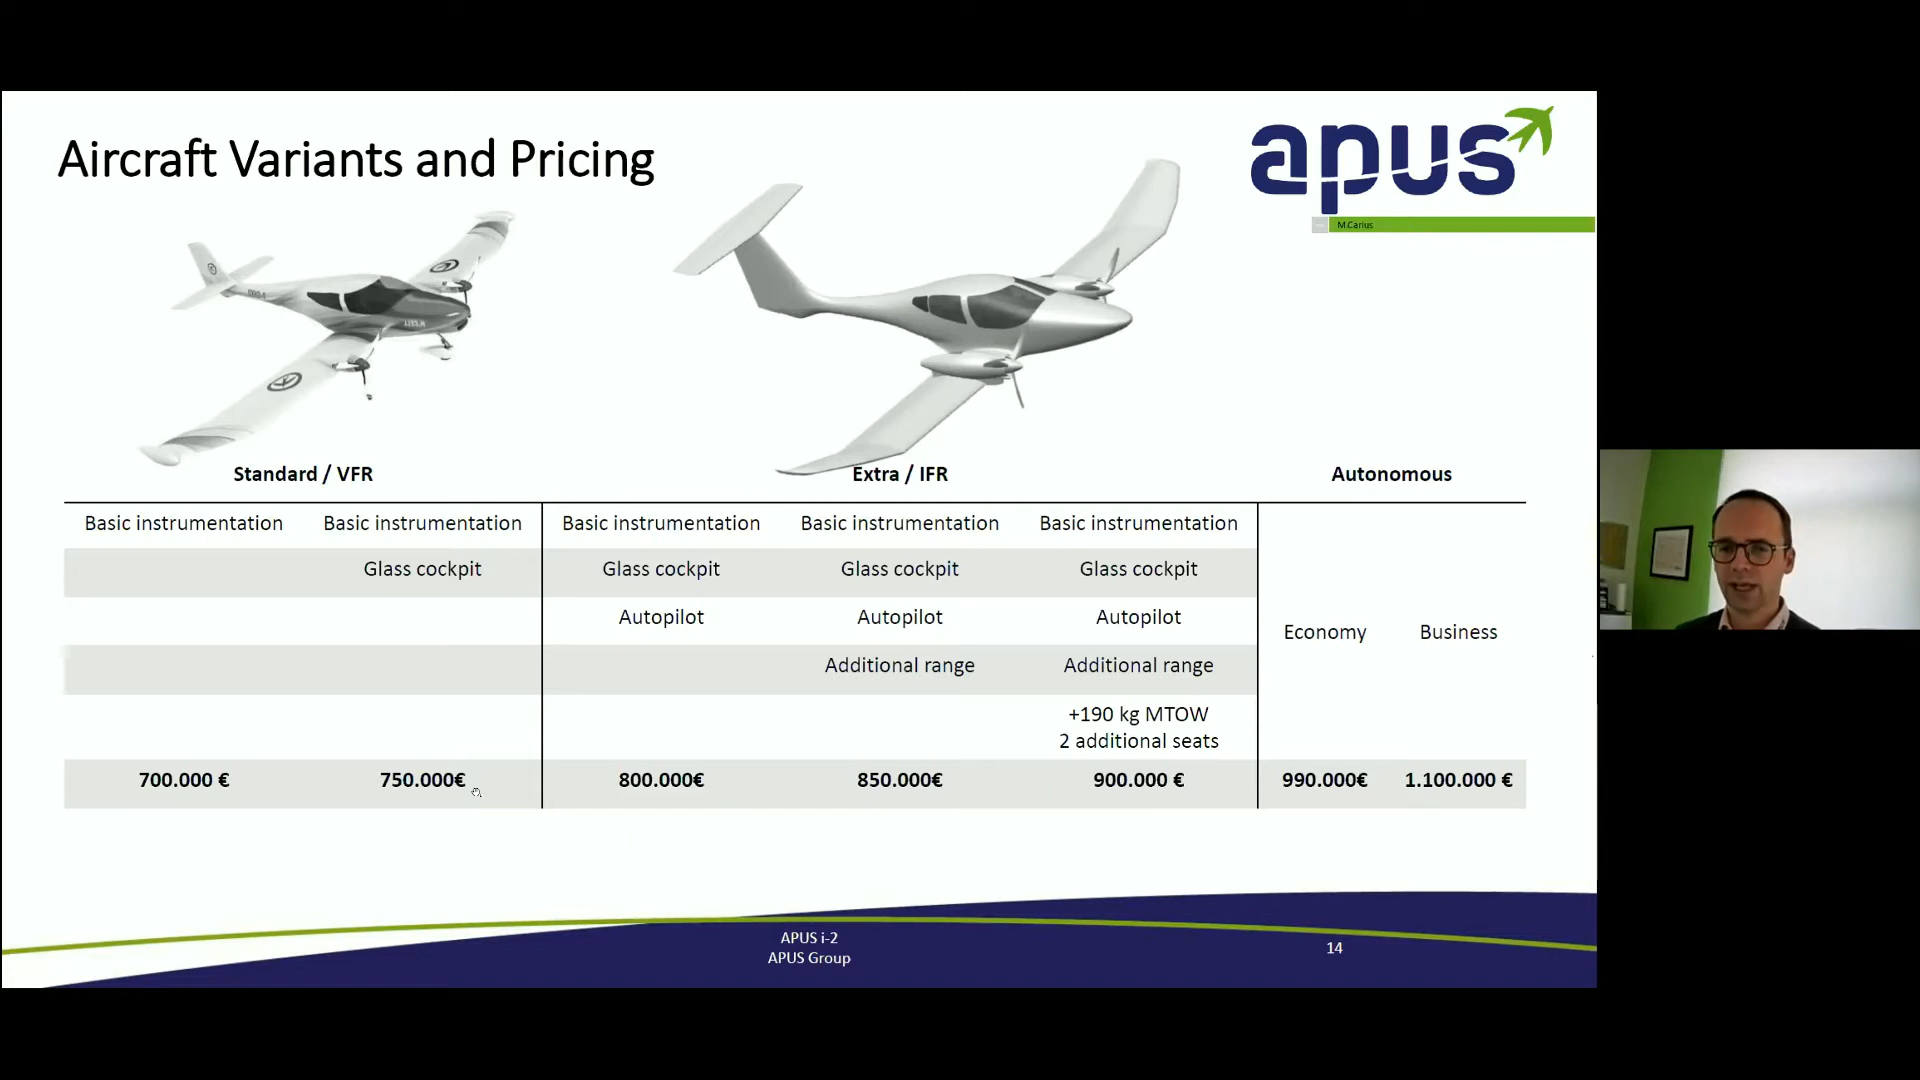 Aircraft Variants and Pricing
apus
M.Carius
Standard / VFR
Extra / IFR
Autonomous
Basic instrumentation Basic instrumentation Basic instrumentation Basic instrumentation Basic instrumentation
Glass cockpit Glass cockpit Glass cockpit Glass cockpit
Autopilot Autopilot Autopilot
Economy Business
Additional range Additional range
+190 kg MTOW
2 additional seats
700.000 € 750.000€ 800.000€ 850.000€ 900.000 € 990.000€ 1.100.000 €
APUS i-2
APUS Group
14